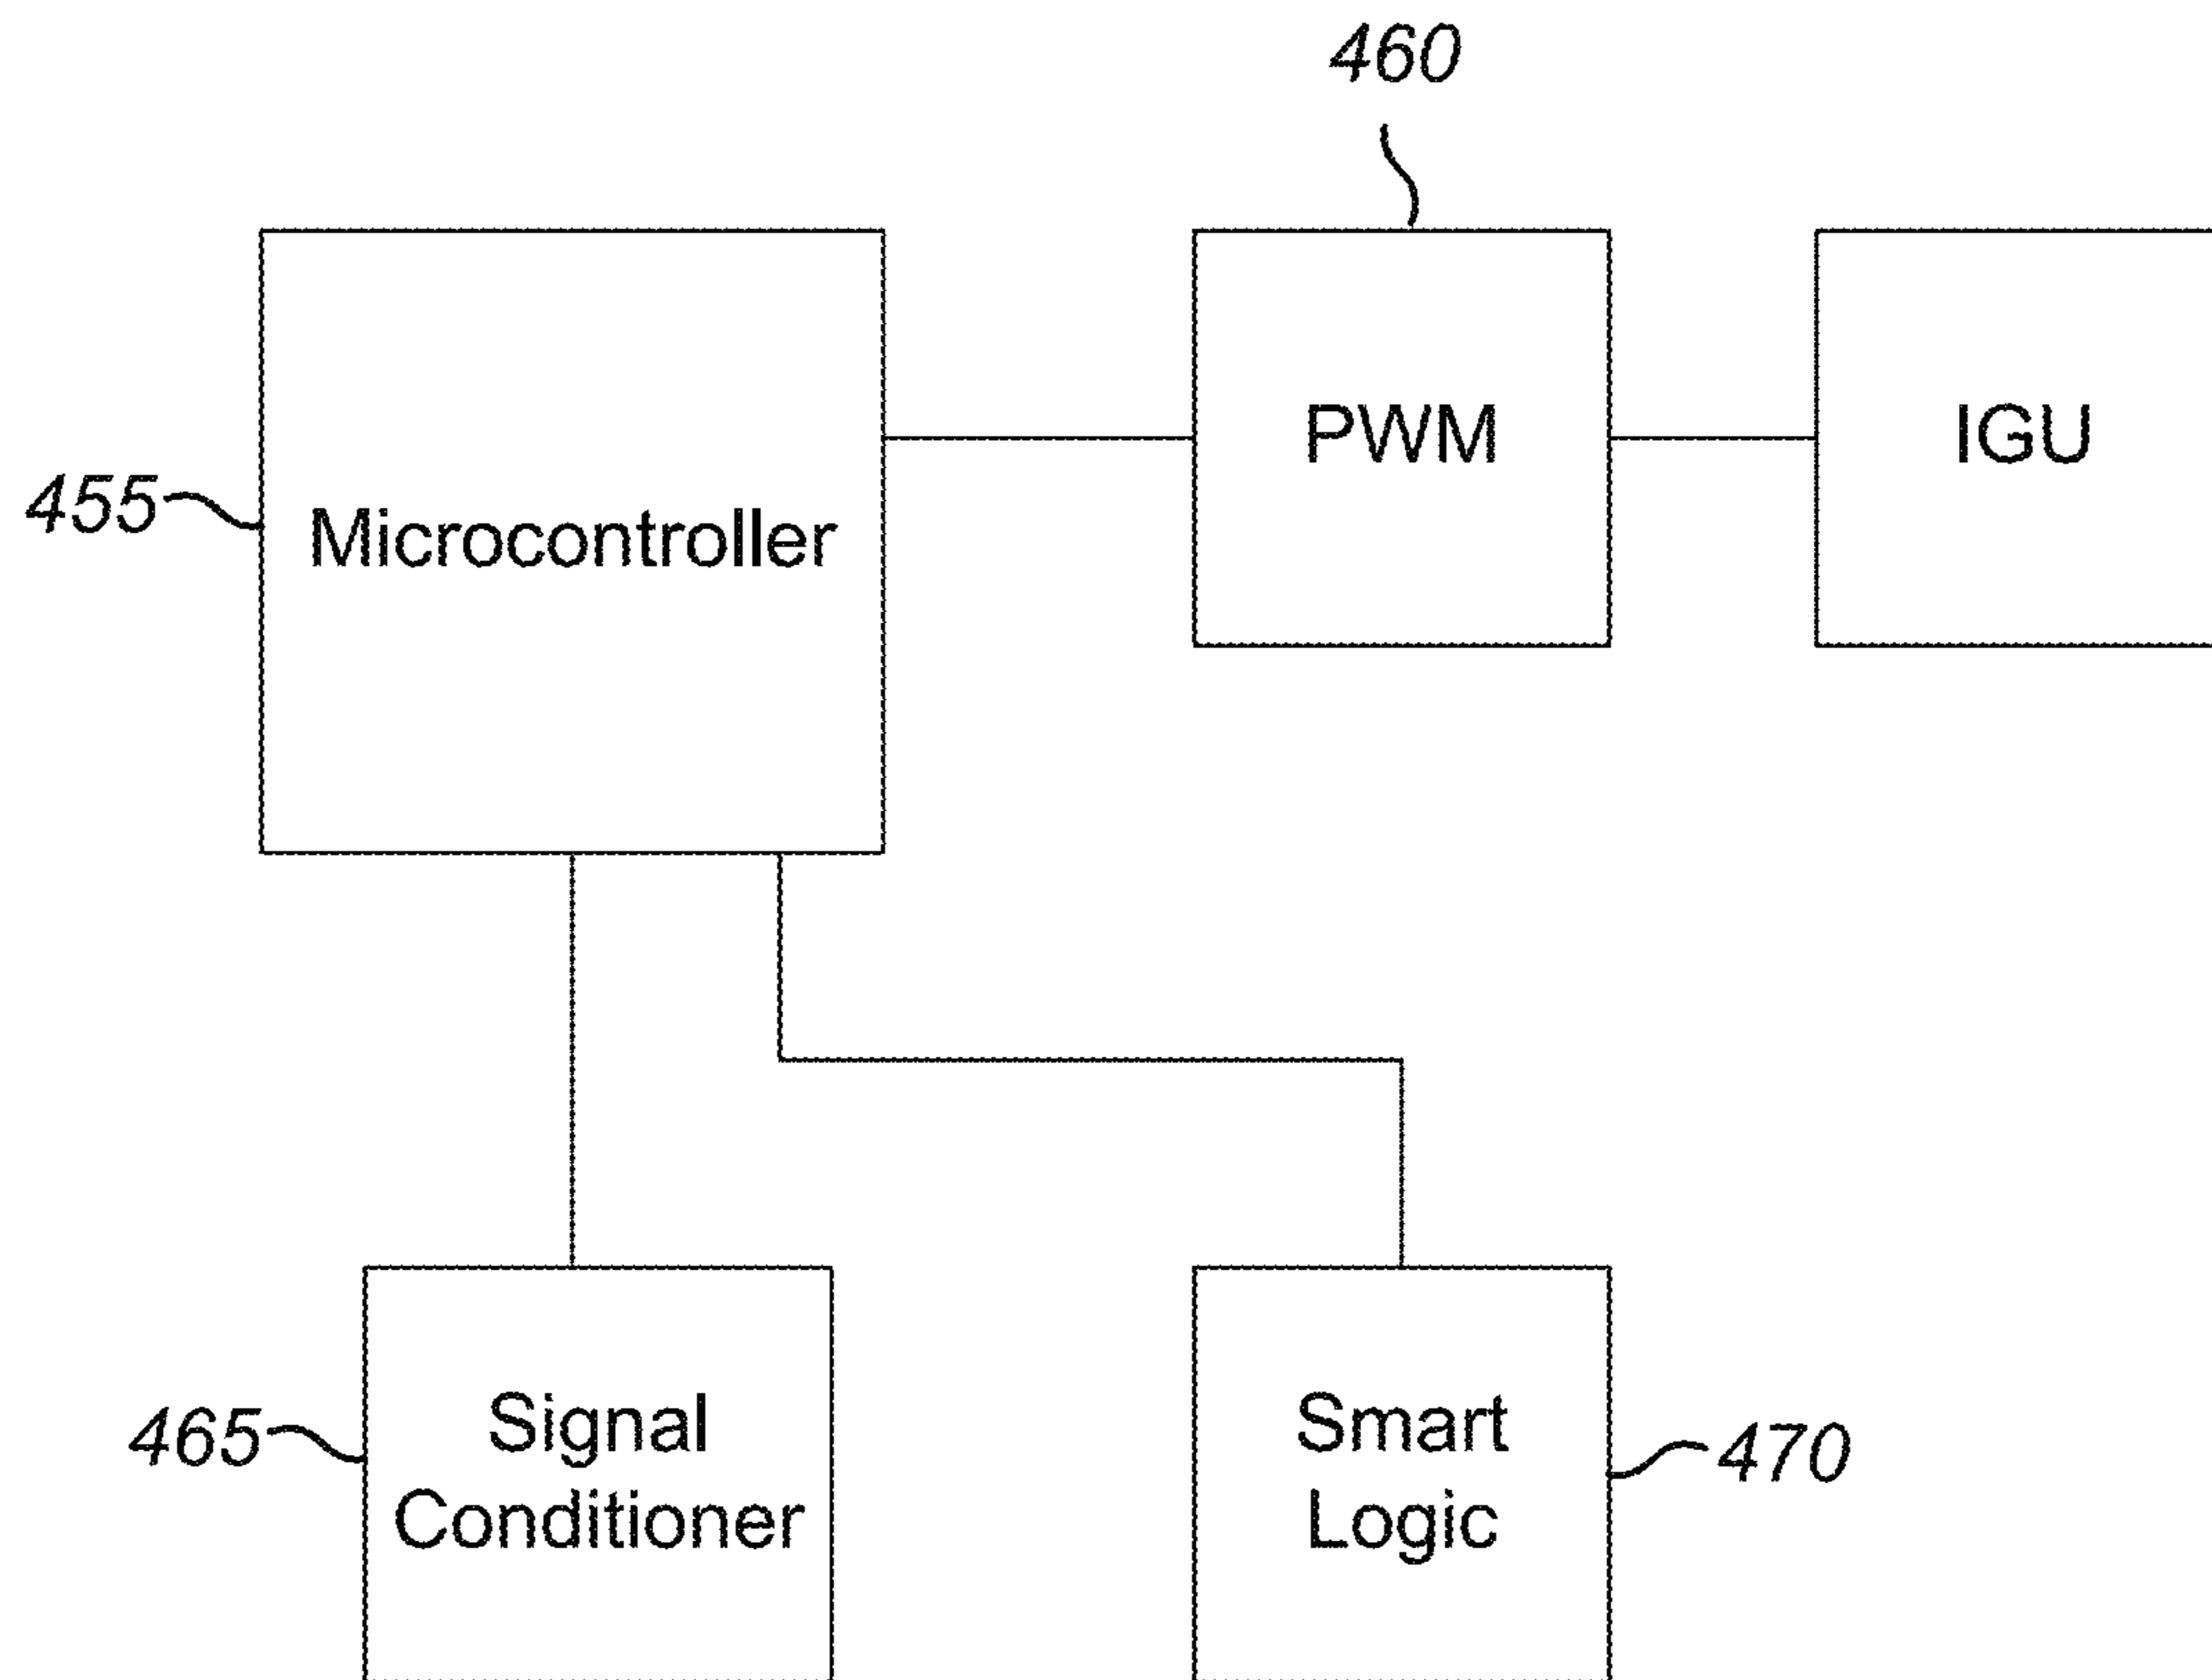 460
455
Microcontroller
PWM
IGU
465
Signal
Conditioner
Smart
Logic
470